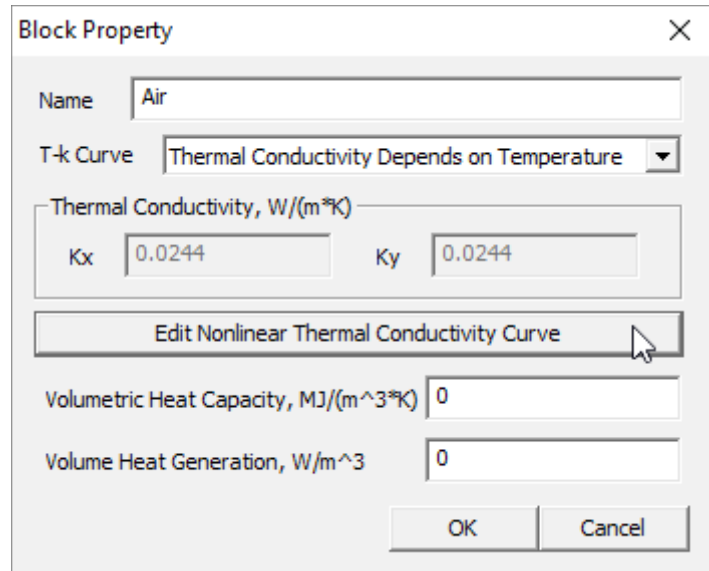 Block Property
Name Air
T-k Curve Thermal Conductivity Depends on Temperature
Thermal Conductivity, W/(m*K)
Kx 0.0244 Ky 0.0244
Edit Nonlinear Thermal Conductivity Curve
Volumetric Heat Capacity, MJ/(m^3*K) 0
Volume Heat Generation, W/m^3 0
OK Cancel